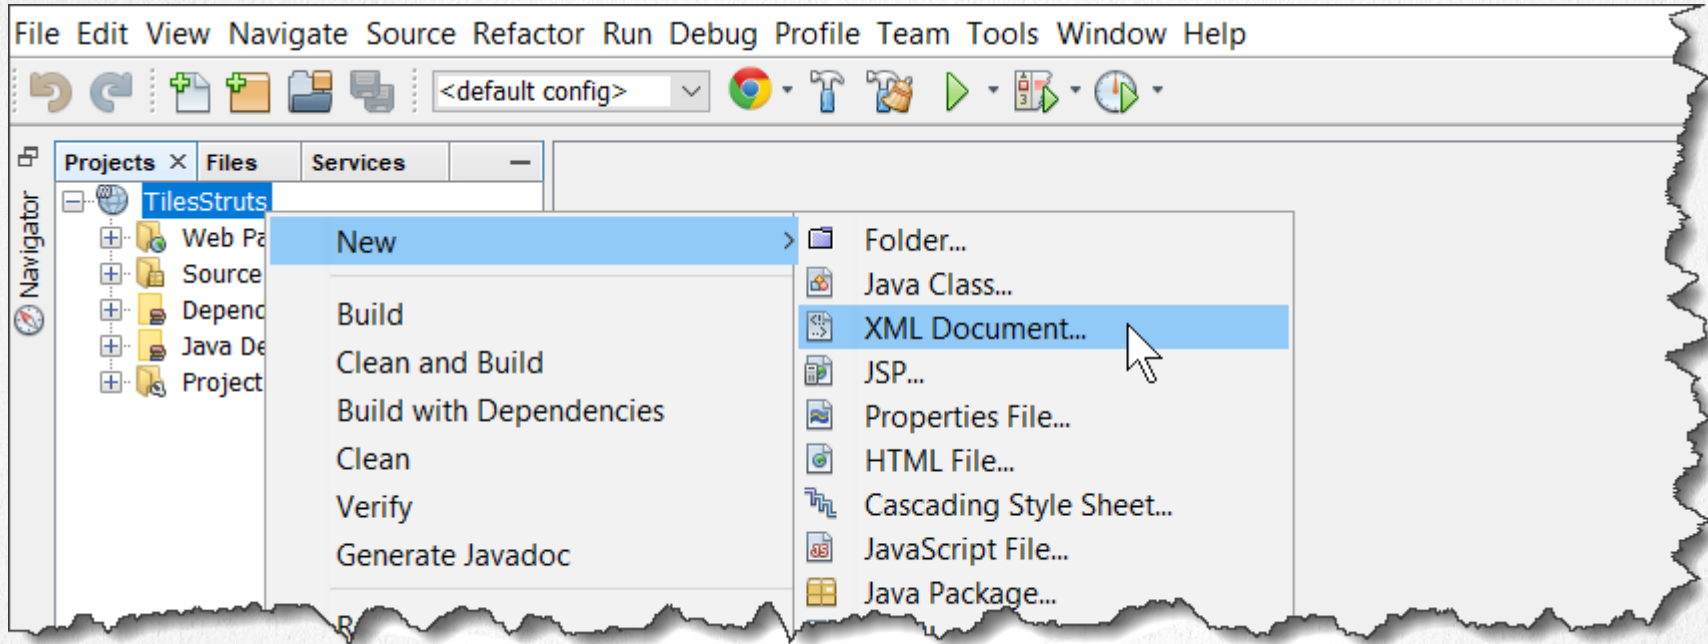 File Edit View Navigate Source Refactor Run Debug Profile Team Tools Window Help
<default config>
Projects Files Services
Navigator
TilesStruts
Web Pa
Source
Depend
Java De
Project
New
Build
Clean and Build
Build with Dependencies
Clean
Verify
Generate Javadoc
Folder...
Java Class...
XML Document...
JSP...
Properties File...
HTML File...
Cascading Style Sheet...
JavaScript File...
Java Package...